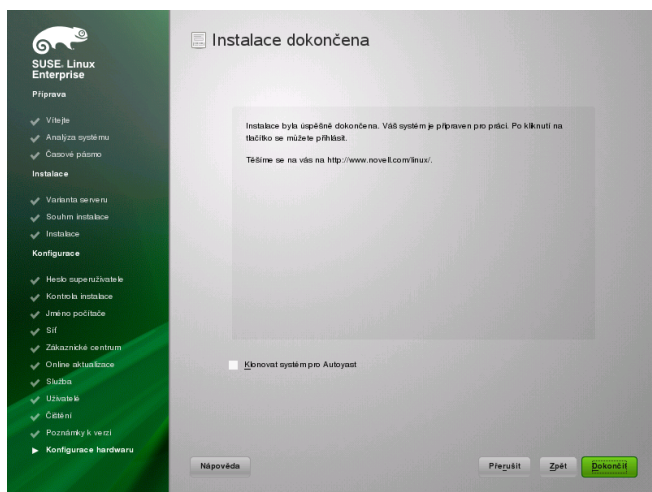 SUSE. Linux
Enterprise
Příprava
Vítejte
Analýza systému
Časové pásmo
Instalace
Varianta serveru
Souhrn instalace
Instalace
Konfigurace
Heslo superuživatele
Kontrola instalace
Jméno počítače
Síť
Zákaznické centrum
Online aktualizace
Služba
Uživatelé
Čištění
Poznámky k verzi
Konfigurace hardwaru
Instalace dokončena
Instalace byla úspěšně dokončena. Váš systém je připraven pro práci. Po kliknutí na
tlačítko se můžete přihlásit.
Těšíme se na vás na http://www.novell.com/linux/.
Klonovat systém pro Autoyast
Nápověda
Přerušit
Zpět
Dokončit